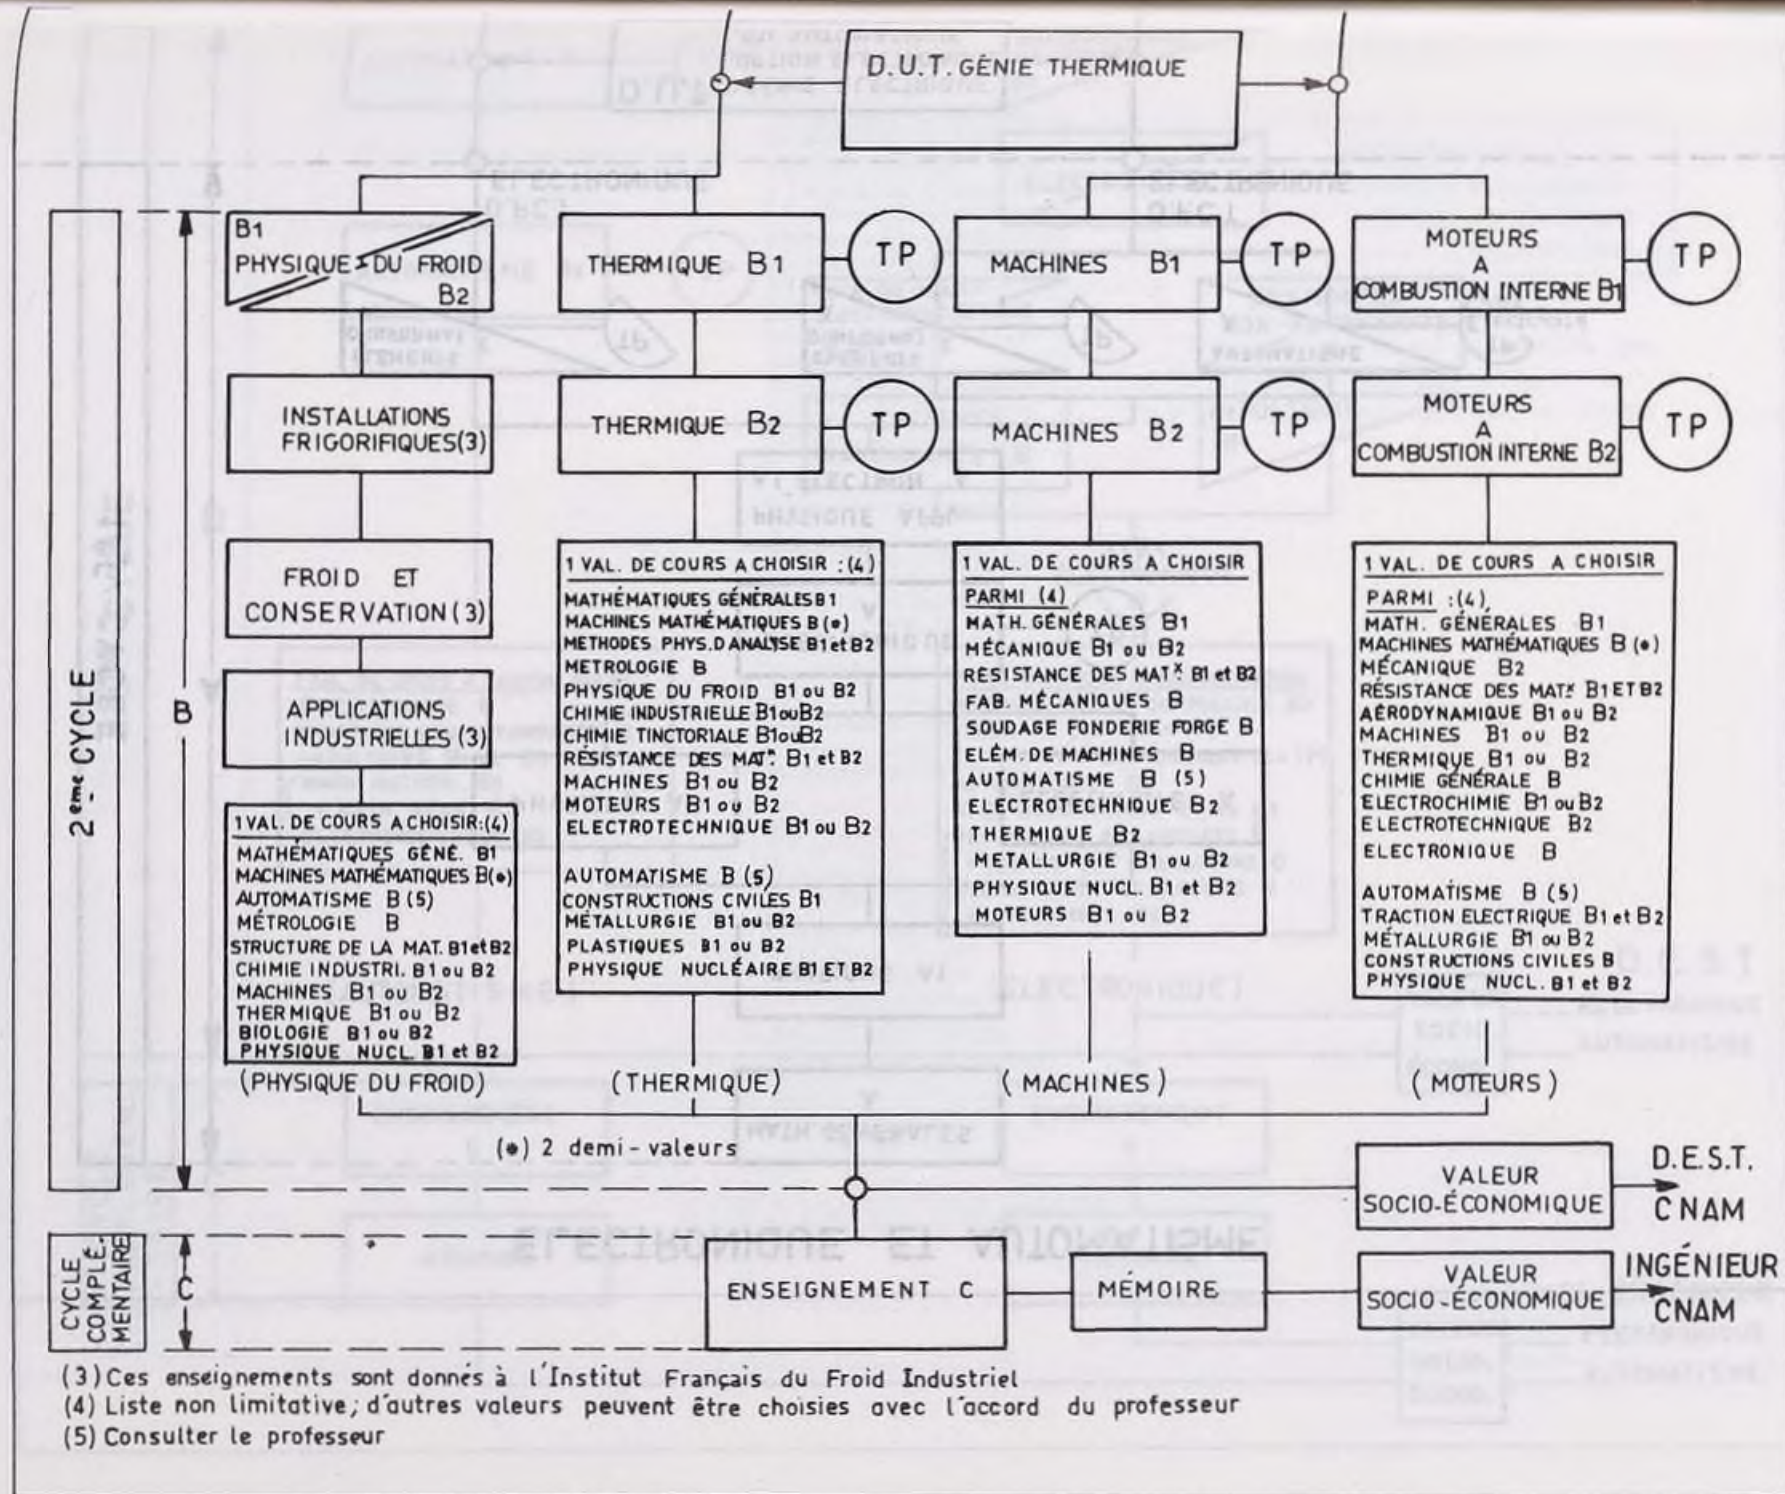 D.U.T. GÉNIE THERMIQUE
2eme CYCLE
B
B1
PHYSIQUE DU FROID
B2
INSTALLATIONS
FRIGORIFIQUES(3)
FROID ET
CONSERVATION(3)
APPLICATIONS
INDUSTRIELLES(3)
1 VAL. DE COURS A CHOISIR:(4)
MATHÉMATIQUES GÉNÉ. B1
MACHINES MATHÉMATIQUES B(*)
AUTOMATISME B(5)
MÉTROLOGIE B
STRUCTURE DE LA MAT. B1etB2
CHIMIE INDUSTRI. B1 ou B2
MACHINES B1 ou B2
THERMIQUE B1 ou B2
BIOLOGIE B1 ou B2
PHYSIQUE NUCL. B1 et B2
(PHYSIQUE DU FROID)
THERMIQUE B1
TP
THERMIQUE B2
TP
1 VAL. DE COURS A CHOISIR :(4)
MATHÉMATIQUES GÉNÉRALES B1
MACHINES MATHÉMATIQUES B(*)
METHODES PHYS.D'ANALYSE B1 et B2
METROLOGIE B
PHYSIQUE DU FROID B1 ou B2
CHIMIE INDUSTRIELLE B1ouB2
CHIMIE TINCTORIALE B1ouB2
RÉSISTANCE DES MATx. B1 et B2
MACHINES B1 ou B2
MOTEURS B1 ou B2
ELECTROTECHNIQUE B1 ou B2
AUTOMATISME B (5)
CONSTRUCTIONS CIVILES B1
MÉTALLURGIE B1 ou B2
PLASTIQUES B1 ou B2
PHYSIQUE NUCLÉAIRE B1 ET B2
(THERMIQUE)
MACHINES B1
TP
MACHINES B2
TP
1 VAL. DE COURS A CHOISIR
PARMI (4)
MATH. GÉNÉRALES B1
MÉCANIQUE B1 ou B2
RÉSISTANCE DES MATx. B1 et B2
FAB. MÉCANIQUES B
SOUDAGE FONDERIE FORGE B
ELÉM. DE MACHINES B
AUTOMATISME B (5)
ELECTROTECHNIQUE B2
THERMIQUE B2
METALLURGIE B1 ou B2
PHYSIQUE NUCL. B1 et B2
MOTEURS B1 ou B2
(MACHINES)
MOTEURS
A
COMBUSTION INTERNE B1
TP
MOTEURS
A
COMBUSTION INTERNE B2
TP
1 VAL. DE COURS A CHOISIR
PARMI :(4)
MATH. GÉNÉRALES B1
MACHINES MATHÉMATIQUES B (*)
MÉCANIQUE B2
RÉSISTANCE DES MATx. B1 ET B2
AÉRODYNAMIQUE B1 ou B2
MACHINES B1 ou B2
THERMIQUE B1 ou B2
CHIMIE GÉNÉRALE B
ELECTROCHIMIE B1 ou B2
ELECTROTECHNIQUE B2
ELECTRONIQUE B
AUTOMATISME B (5)
TRACTION ELECTRIQUE B1 et B2
MÉTALLURGIE B1 ou B2
CONSTRUCTIONS CIVILES B
PHYSIQUE NUCL. B1 et B2
(MOTEURS)
(*) 2 demi-valeurs
VALEUR
SOCIO-ÉCONOMIQUE
D.E.S.T.
CNAM
CYCLE
COMPLÉ-
MENTAIRE
C
ENSEIGNEMENT C
MÉMOIRE
VALEUR
SOCIO-ÉCONOMIQUE
INGÉNIEUR
CNAM
(3) Ces enseignements sont donnés à l'Institut Français du Froid Industriel
(4) Liste non limitative; d'autres valeurs peuvent être choisies avec l'accord du professeur
(5) Consulter le professeur